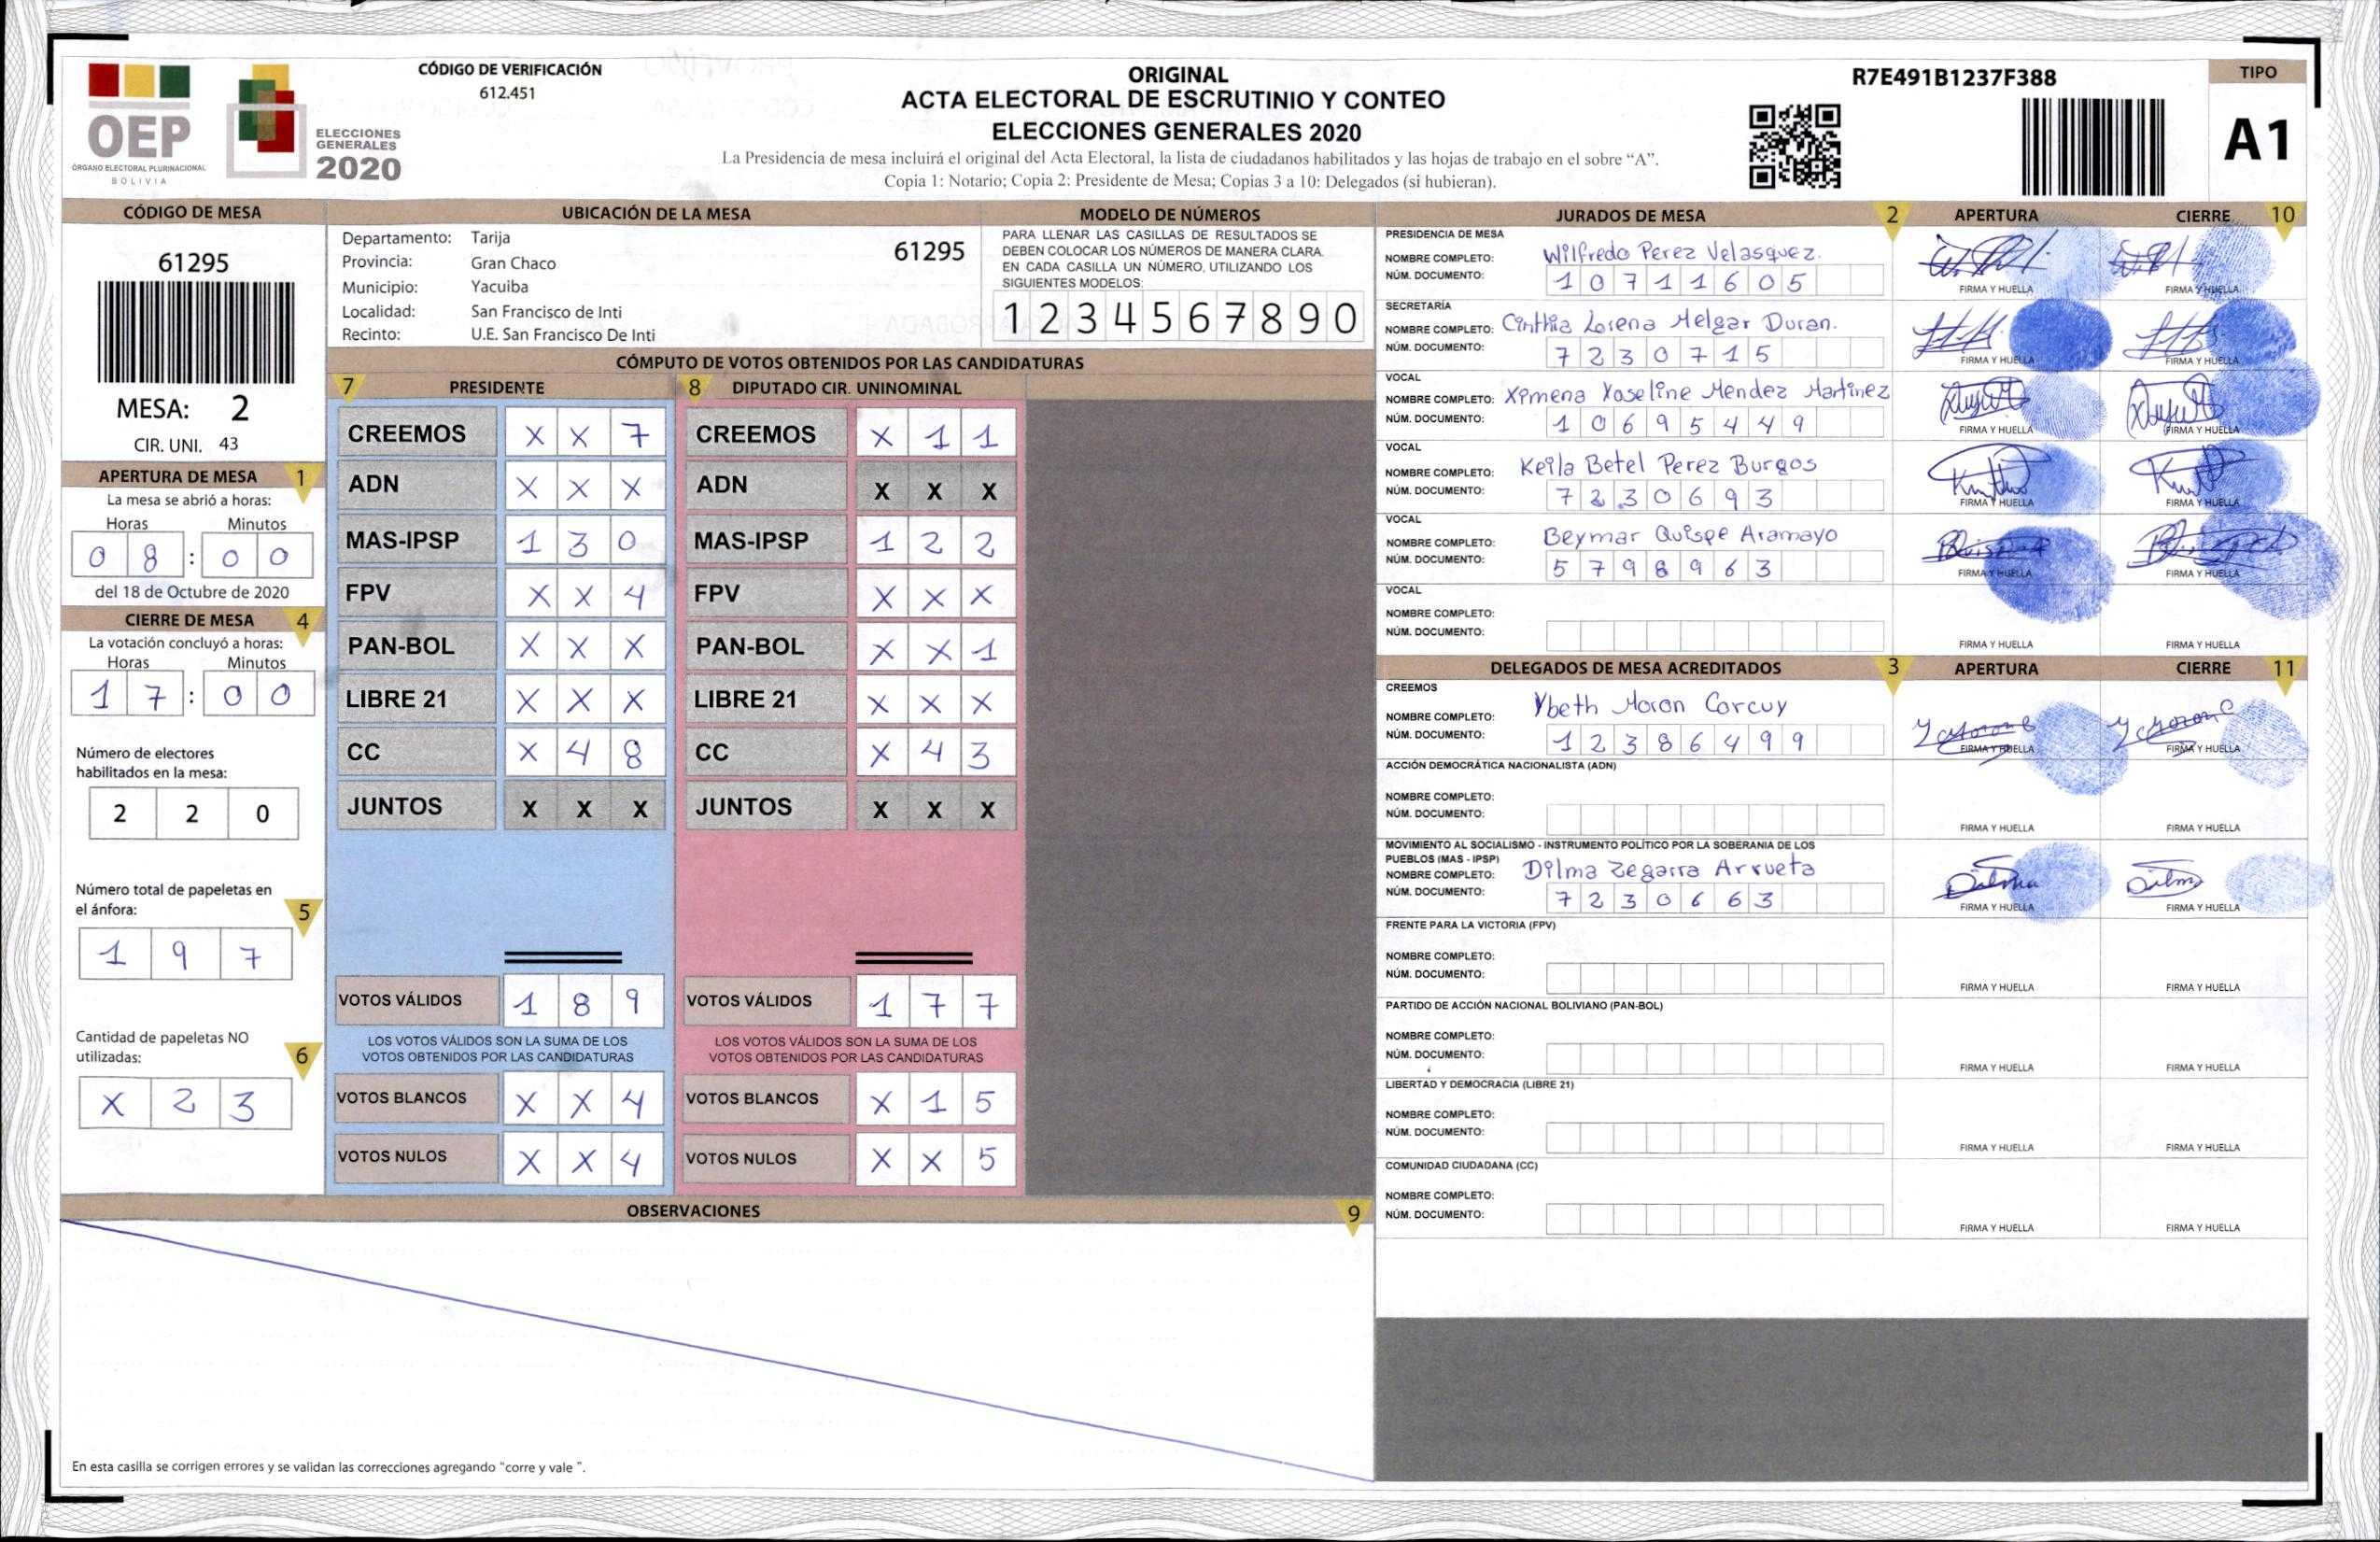 OEP
ÓRGANO ELECTORAL PLURINACIONAL
BOLIVIA
ELECCIONES
GENERALES
2020
CÓDIGO DE VERIFICACIÓN
612.451
ORIGINAL
ACTA ELECTORAL DE ESCRUTINIO Y CONTEO
ELECCIONES GENERALES 2020
La Presidencia de mesa incluirá el original del Acta Electoral, la lista de ciudadanos habilitados y las hojas de trabajo en el sobre “A”.
Copia 1: Notario; Copia 2: Presidente de Mesa; Copias 3 a 10: Delegados (si hubieran).
R7E491B1237F388
TIPO
A1
CÓDIGO DE MESA
61295
MESA: 2
CIR. UNI. 43
APERTURA DE MESA 1
La mesa se abrió a horas:
Horas Minutos
0 8 : 0 0
del 18 de Octubre de 2020
CIERRE DE MESA 4
La votación concluyó a horas:
Horas Minutos
1 7 : 0 0
Número de electores
habilitados en la mesa:
2 2 0
Número total de papeletas en
el ánfora: 5
1 9 7
Cantidad de papeletas NO
utilizadas: 6
X 2 3
UBICACIÓN DE LA MESA
Departamento: Tarija 61295
Provincia: Gran Chaco
Municipio: Yacuiba
Localidad: San Francisco de Inti
Recinto: U.E. San Francisco De Inti
MODELO DE NÚMEROS
PARA LLENAR LAS CASILLAS DE RESULTADOS SE
DEBEN COLOCAR LOS NÚMEROS DE MANERA CLARA.
EN CADA CASILLA UN NÚMERO, UTILIZANDO LOS
SIGUIENTES MODELOS:
1 2 3 4 5 6 7 8 9 0
CÓMPUTO DE VOTOS OBTENIDOS POR LAS CANDIDATURAS
7 PRESIDENTE 8 DIPUTADO CIR. UNINOMINAL
CREEMOS X X 7 CREEMOS X 1 1
ADN X X X ADN X X X
MAS-IPSP 1 3 0 MAS-IPSP 1 2 2
FPV X X 4 FPV X X X
PAN-BOL X X X PAN-BOL X X 1
LIBRE 21 X X X LIBRE 21 X X X
CC X 4 8 CC X 4 3
JUNTOS X X X JUNTOS X X X
VOTOS VÁLIDOS 1 8 9 VOTOS VÁLIDOS 1 7 7
LOS VOTOS VÁLIDOS SON LA SUMA DE LOS LOS VOTOS VÁLIDOS SON LA SUMA DE LOS
VOTOS OBTENIDOS POR LAS CANDIDATURAS VOTOS OBTENIDOS POR LAS CANDIDATURAS
VOTOS BLANCOS X X 4 VOTOS BLANCOS X 1 5
VOTOS NULOS X X 4 VOTOS NULOS X X 5
OBSERVACIONES 9
En esta casilla se corrigen errores y se validan las correcciones agregando “corre y vale ”.
JURADOS DE MESA 2 APERTURA CIERRE 10
PRESIDENCIA DE MESA
NOMBRE COMPLETO: Wilfredo Perez Velasquez.
NÚM. DOCUMENTO: 1 0 7 1 1 6 0 5
FIRMA Y HUELLA FIRMA Y HUELLA
SECRETARÍA
NOMBRE COMPLETO: Cinthia Lorena Melgar Duran.
NÚM. DOCUMENTO: 7 2 3 0 7 1 5
FIRMA Y HUELLA FIRMA Y HUELLA
VOCAL
NOMBRE COMPLETO: Ximena Yoseline Mendez Martinez
NÚM. DOCUMENTO: 1 0 6 9 5 4 4 9
FIRMA Y HUELLA FIRMA Y HUELLA
VOCAL
NOMBRE COMPLETO: Keila Betel Perez Burgos
NÚM. DOCUMENTO: 7 2 3 0 6 9 3
FIRMA Y HUELLA FIRMA Y HUELLA
VOCAL
NOMBRE COMPLETO: Beymar Quispe Aramayo
NÚM. DOCUMENTO: 5 7 9 8 9 6 3
FIRMA Y HUELLA FIRMA Y HUELLA
VOCAL
NOMBRE COMPLETO:
NÚM. DOCUMENTO:
FIRMA Y HUELLA FIRMA Y HUELLA
DELEGADOS DE MESA ACREDITADOS 3 APERTURA CIERRE 11
CREEMOS
NOMBRE COMPLETO: Ybeth Moron Corcuy
NÚM. DOCUMENTO: 1 2 3 8 6 4 9 9
FIRMA Y HUELLA FIRMA Y HUELLA
ACCIÓN DEMOCRÁTICA NACIONALISTA (ADN)
NOMBRE COMPLETO:
NÚM. DOCUMENTO:
FIRMA Y HUELLA FIRMA Y HUELLA
MOVIMIENTO AL SOCIALISMO - INSTRUMENTO POLÍTICO POR LA SOBERANIA DE LOS
PUEBLOS (MAS - IPSP)
NOMBRE COMPLETO: Dilma Zegarra Arrueta
NÚM. DOCUMENTO: 7 2 3 0 6 6 3
Dilma Dilma
FIRMA Y HUELLA FIRMA Y HUELLA
FRENTE PARA LA VICTORIA (FPV)
NOMBRE COMPLETO:
NÚM. DOCUMENTO:
FIRMA Y HUELLA FIRMA Y HUELLA
PARTIDO DE ACCIÓN NACIONAL BOLIVIANO (PAN-BOL)
NOMBRE COMPLETO:
NÚM. DOCUMENTO:
FIRMA Y HUELLA FIRMA Y HUELLA
LIBERTAD Y DEMOCRACIA (LIBRE 21)
NOMBRE COMPLETO:
NÚM. DOCUMENTO:
FIRMA Y HUELLA FIRMA Y HUELLA
COMUNIDAD CIUDADANA (CC)
NOMBRE COMPLETO:
NÚM. DOCUMENTO:
FIRMA Y HUELLA FIRMA Y HUELLA